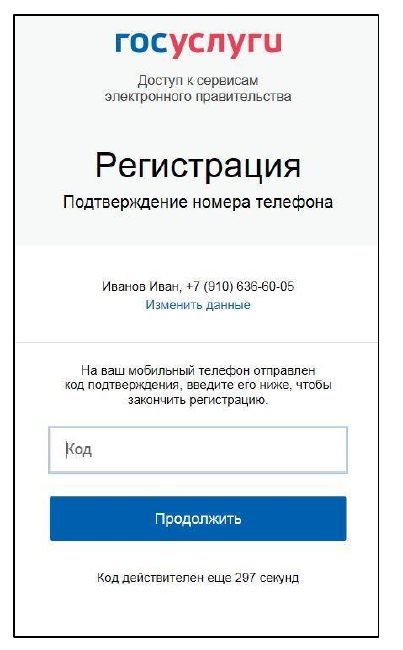 госуслуги
Доступ к сервисам
электронного правительства
Регистрация
Подтверждение номера телефона
Иванов Иван, +7 (910) 636-60-05
Изменить данные
На ваш мобильный телефон отправлен
код подтверждения, введите его ниже, чтобы
закончить регистрацию.
Код
Продолжить
Код действителен еще 297 секунд